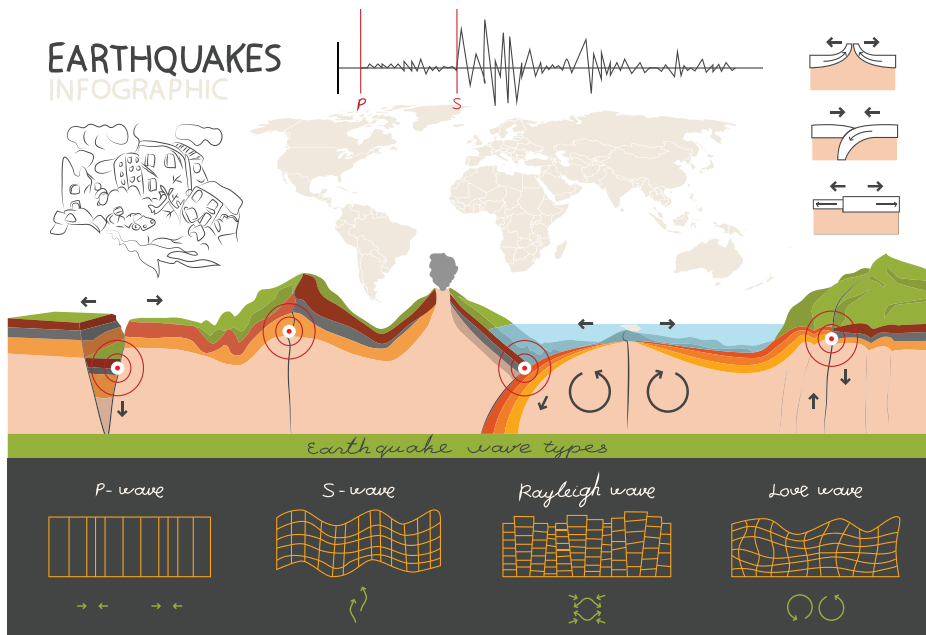 EARTHQUAKES
INFOGRAPHIC
P S
Earthquake wave types
P-wave S-wave Rayleigh wave Love wave